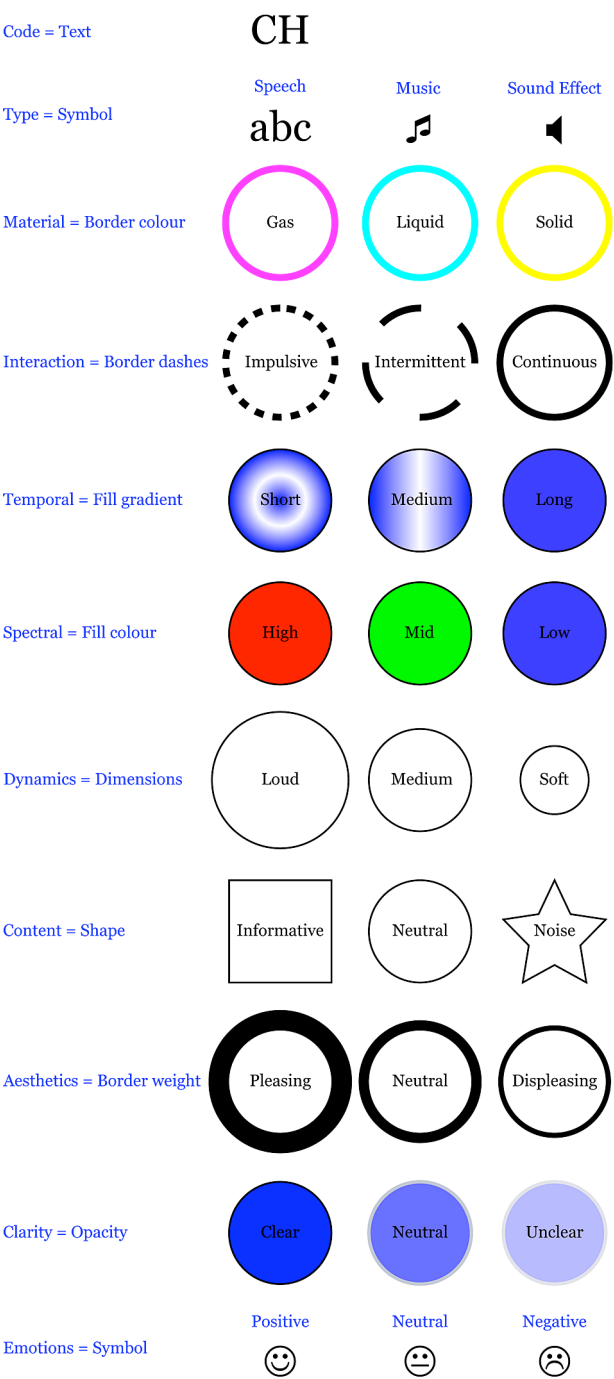 Code = Text CH
Speech Music Sound Effect
Type = Symbol abc
Material = Border colour Gas Liquid Solid
Interaction = Border dashes Impulsive Intermittent Continuous
Temporal = Fill gradient Short Medium Long
Spectral = Fill colour High Mid Low
Dynamics = Dimensions Loud Medium Soft
Content = Shape Informative Neutral Noise
Aesthetics = Border weight Pleasing Neutral Displeasing
Clarity = Opacity Clear Neutral Unclear
Positive Neutral Negative
Emotions = Symbol